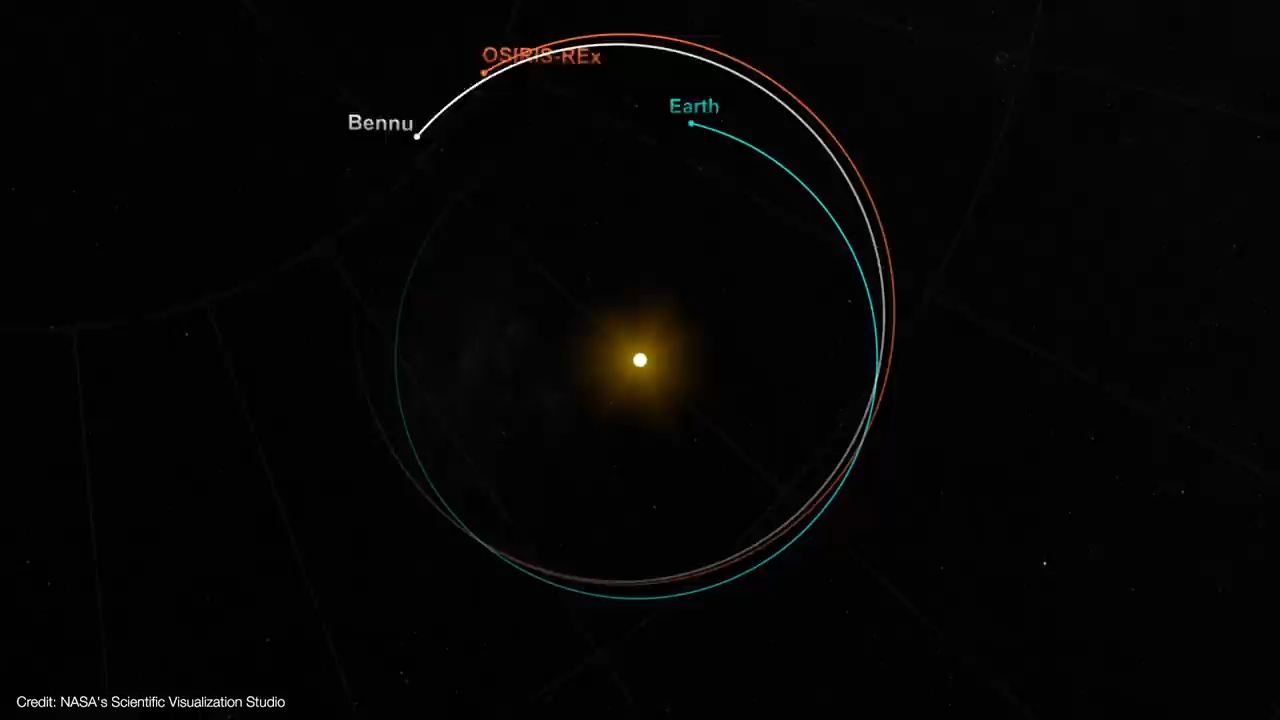 OSIRIS-REx
Earth
Bennu
Credit: NASA's Scientific Visualization Studio